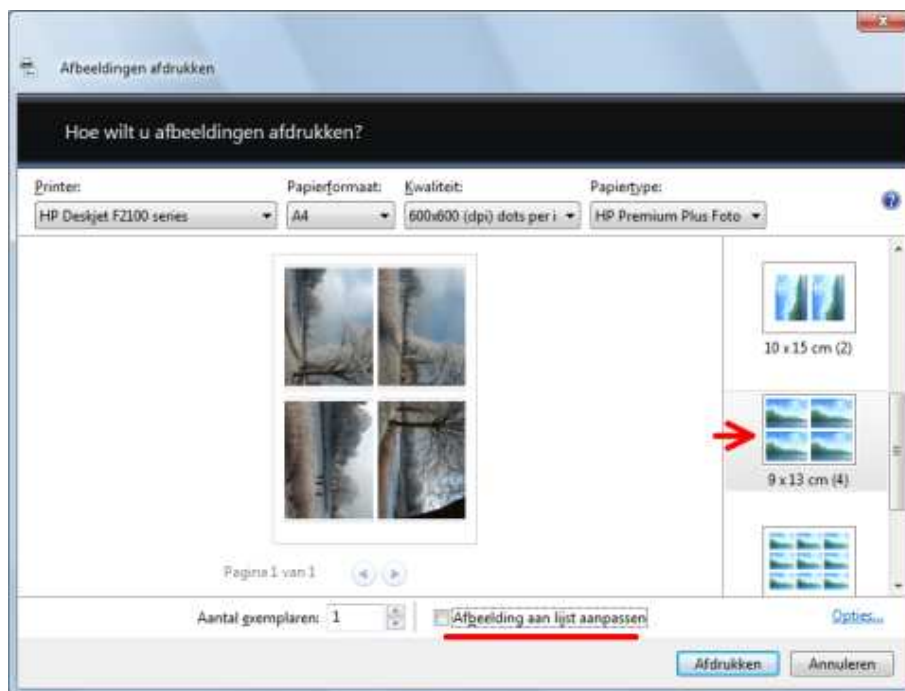 Afbeeldingen afdrukken
Hoe wilt u afbeeldingen afdrukken?
Printer: Papierformaat: Kwaliteit: Papiertype:
HP Deskjet F2100 series A4 600x600 (dpi) dots per i HP Premium Plus Foto
10 x 15 cm (2)
9 x 13 cm (4)
Pagina 1 van 1
Aantal exemplaren: 1 Afbeelding aan lijst aanpassen Opties...
Afdrukken Annuleren